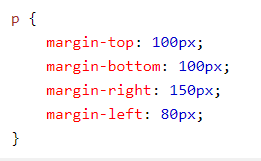 p {
    margin-top: 100px;
    margin-bottom: 100px;
    margin-right: 150px;
    margin-left: 80px;
}